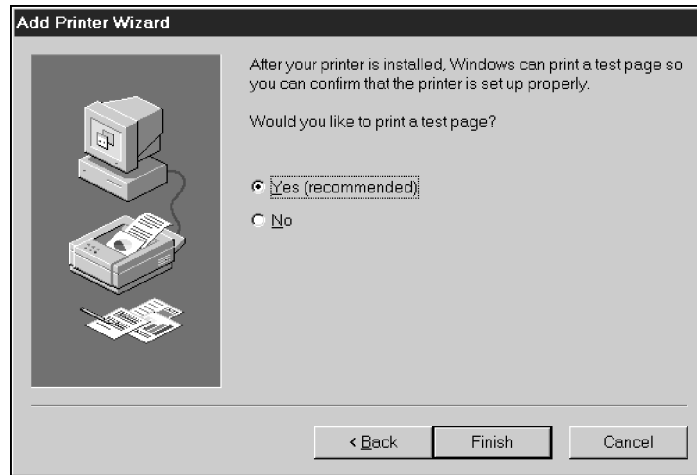 Add Printer Wizard
After your printer is installed, Windows can print a test page so
you can confirm that the printer is set up properly.
Would you like to print a test page?
Yes (recommended)
No
< Back
Finish
Cancel